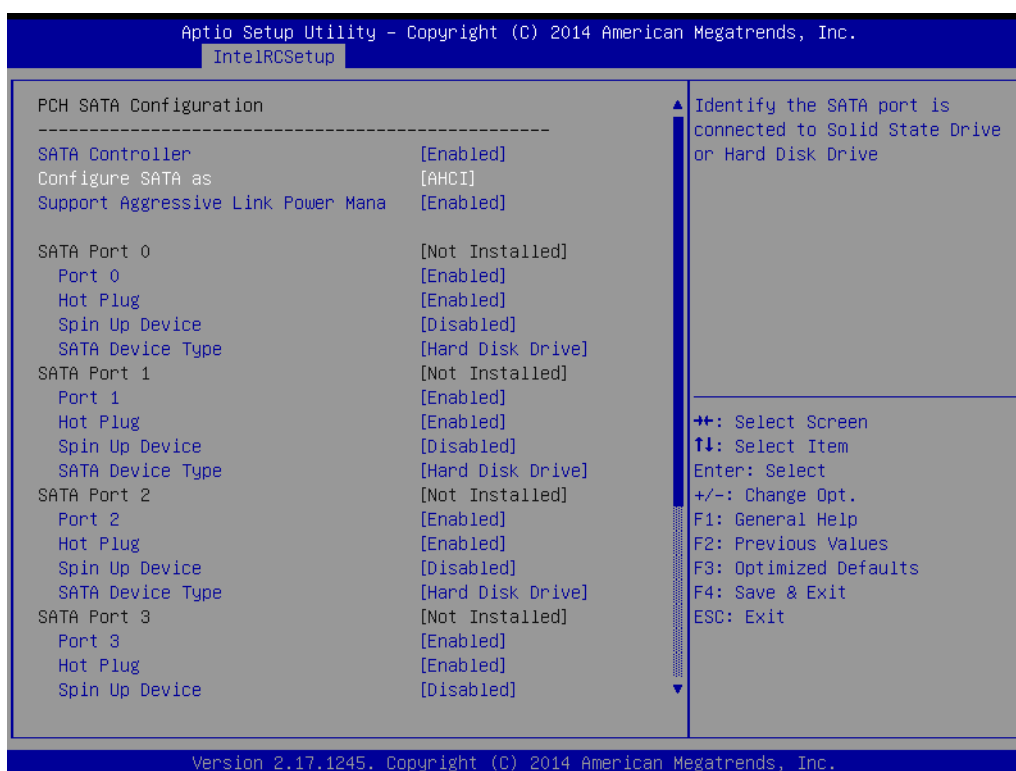 Aptio Setup Utility – Copyright (C) 2014 American Megatrends, Inc.
IntelRCSetup
PCH SATA Configuration
--------------------------------------------------
SATA Controller [Enabled]
Configure SATA as [AHCI]
Support Aggressive Link Power Mana [Enabled]
SATA Port 0 [Not Installed]
Port 0 [Enabled]
Hot Plug [Enabled]
Spin Up Device [Disabled]
SATA Device Type [Hard Disk Drive]
SATA Port 1 [Not Installed]
Port 1 [Enabled]
Hot Plug [Enabled]
Spin Up Device [Disabled]
SATA Device Type [Hard Disk Drive]
SATA Port 2 [Not Installed]
Port 2 [Enabled]
Hot Plug [Enabled]
Spin Up Device [Disabled]
SATA Device Type [Hard Disk Drive]
SATA Port 3 [Not Installed]
Port 3 [Enabled]
Hot Plug [Enabled]
Spin Up Device [Disabled]
Identify the SATA port is
connected to Solid State Drive
or Hard Disk Drive
→←: Select Screen
↑↓: Select Item
Enter: Select
+/-: Change Opt.
F1: General Help
F2: Previous Values
F3: Optimized Defaults
F4: Save & Exit
ESC: Exit
Version 2.17.1245. Copyright (C) 2014 American Megatrends, Inc.